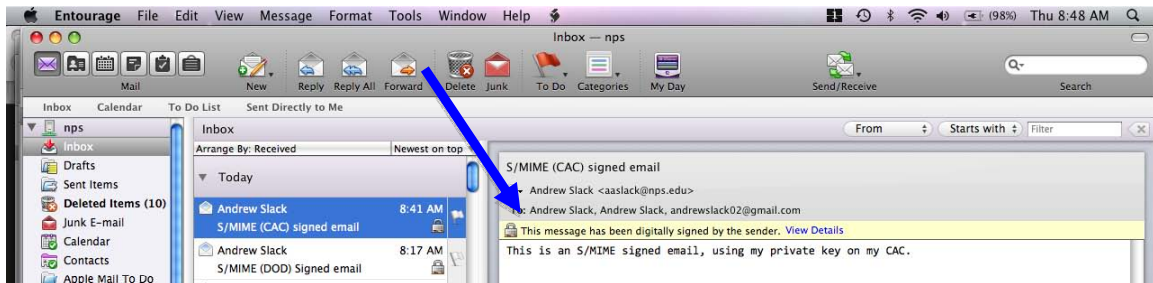 Entourage File Edit View Message Format Tools Window Help (98%) Thu 8:48 AM
Inbox — nps
Mail New Reply Reply All Forward Delete Junk To Do Categories My Day Send/Receive Search
Inbox Calendar To Do List Sent Directly to Me
nps
Inbox
Drafts
Sent Items
Deleted Items (10)
Junk E-mail
Calendar
Contacts
Apple Mail To Do
Inbox
From Starts with Filter
Arrange By: Received Newest on top
Today
Andrew Slack 8:41 AM
S/MIME (CAC) signed email
Andrew Slack 8:17 AM
S/MIME (DOD) Signed email
S/MIME (CAC) signed email
Andrew Slack <aaslack@nps.edu>
To: Andrew Slack, Andrew Slack, andrewslack02@gmail.com
This message has been digitally signed by the sender. View Details
This is an S/MIME signed email, using my private key on my CAC.